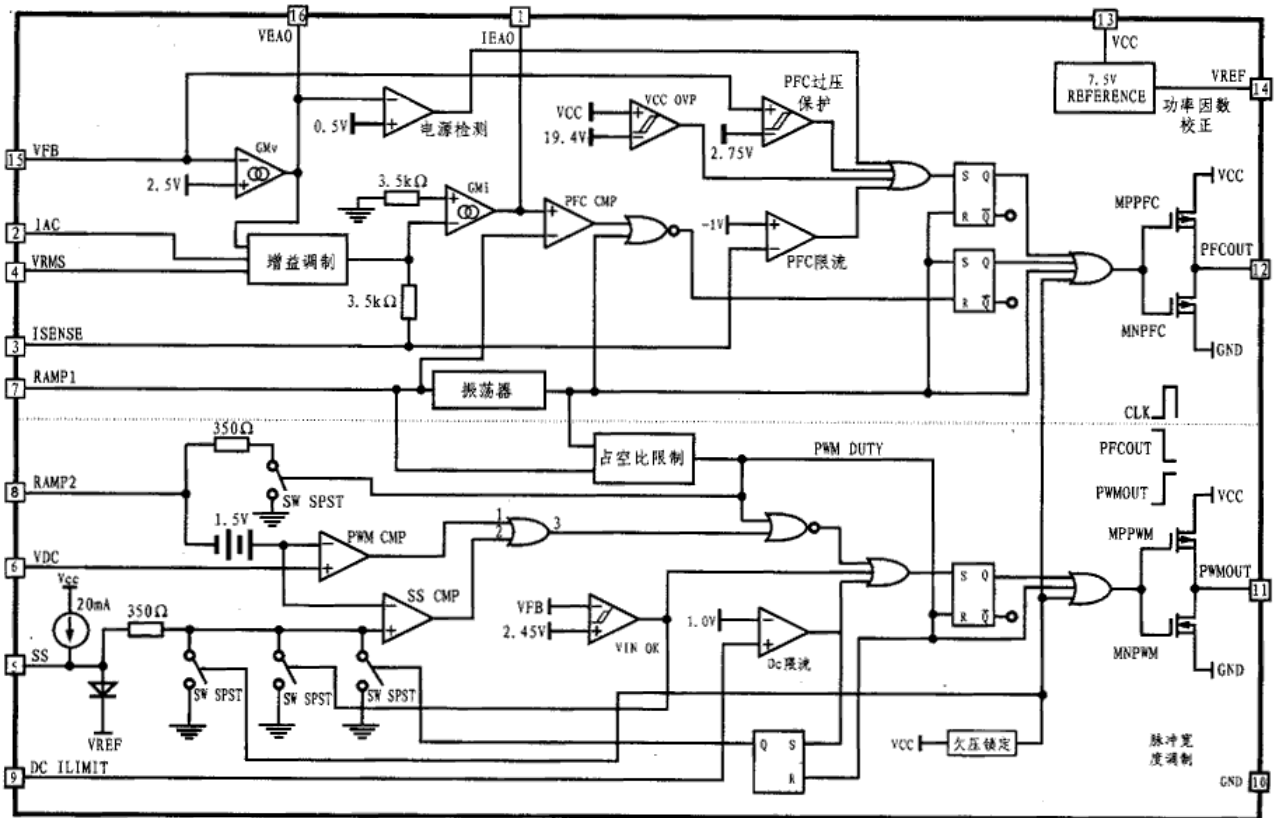 16
1
13
VEAO
IEAO
VCC
7.5V
REFERENCE
VREF
14
功率因数
校正
PFC过压
保护
VCC OVP
VCC
19.4V
2.75V
0.5V
电源检测
15
VFB
GMv
2.5V
3.5kΩ
GMi
PFC CMP
S
Q
R
Q̅
VCC
MPPFC
2
IAC
-1V
PFC限流
PFCOUT
12
增益调制
4
VRMS
S
Q
R
Q̅
3.5kΩ
MNPFC
3
ISENSE
GND
7
RAMP1
振荡器
CLK
350Ω
占空比限制
PWM DUTY
PFCOUT
8
RAMP2
SW SPST
PWMOUT
VCC
1.5V
PWM CMP
1
2
3
MPPWM
6
VDC
Vcc
20mA
350Ω
SS CMP
VFB
2.45V
VIN OK
1.0V
Dc限流
S
Q
R
Q̅
PWMOUT
11
5
SS
SW SPST
SW SPST
SW SPST
MNPWM
GND
VREF
Q
S
R
VCC
欠压锁定
脉冲宽
度调制
9
DC ILIMIT
GND
10